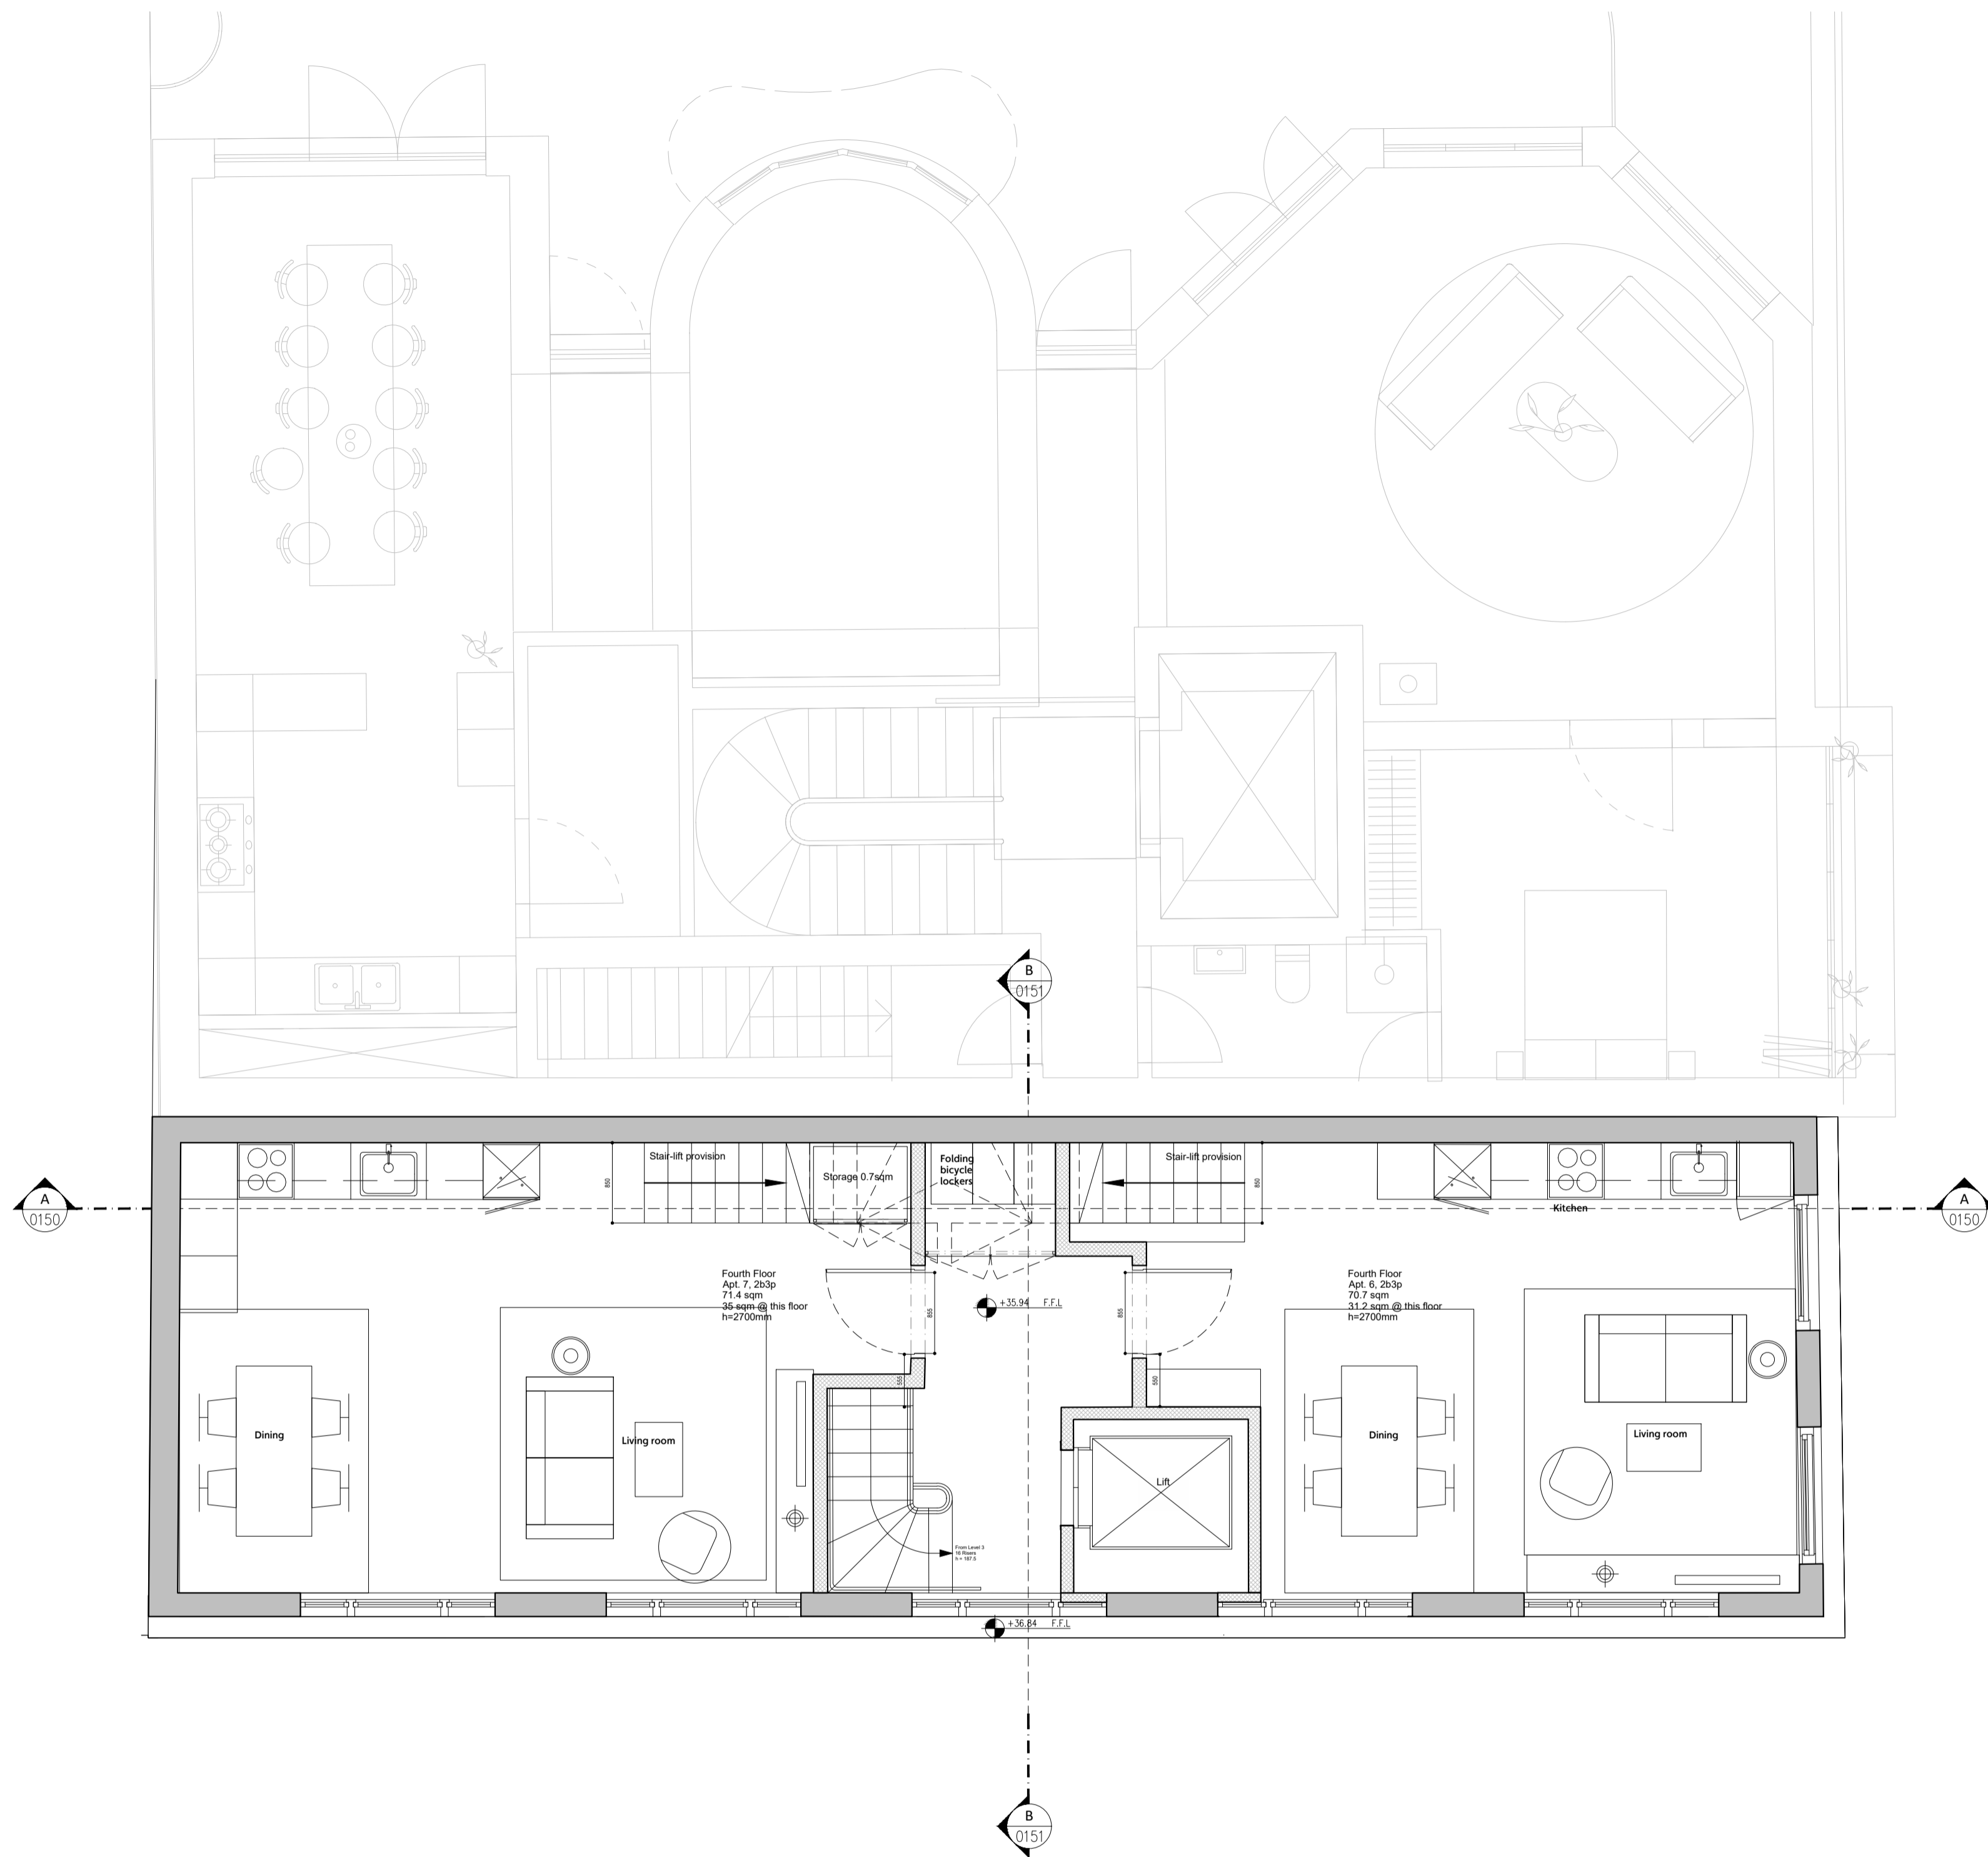 B
0151
Stair-lift provision
Storage 0.7sqm
Folding
bicycle
lockers
Stair-lift provision
850
850
A
0150
Kitchen
A
0150
Fourth Floor
Apt. 7, 2b3p
71.4 sqm
35 sqm @ this floor
h=2700mm
855
+35.94 F.F.L
855
Fourth Floor
Apt. 6, 2b3p
70.7 sqm
31.2 sqm @ this floor
h=2700mm
555
550
Dining
Living room
Dining
Living room
Lift
From Level 3
16 Risers
h = 187.5
+36.84 F.F.L
B
0151